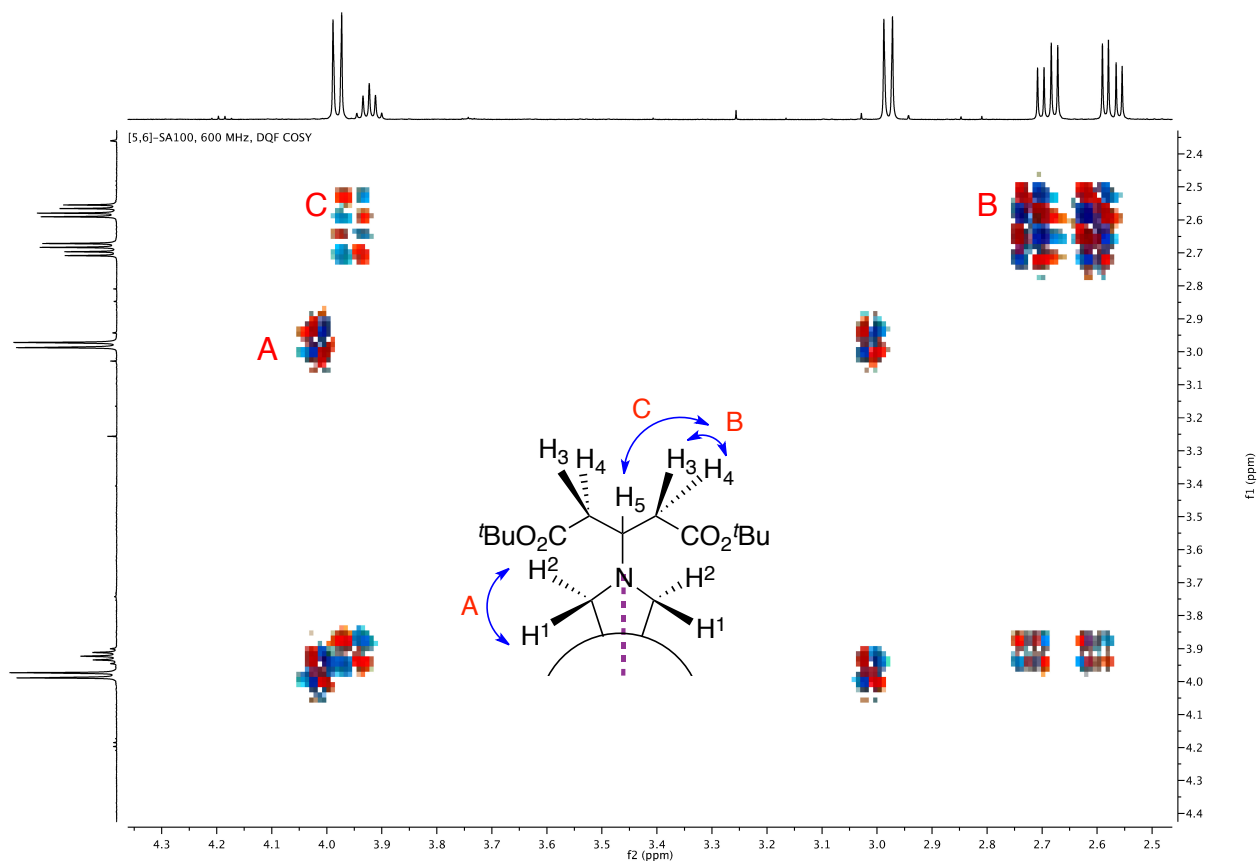 [5,6]-SA100, 600 MHz, DQF COSY
C
B
A
2.4
2.5
2.6
2.7
2.8
2.9
3.0
3.1
3.2
3.3
3.4
3.5
3.6
3.7
3.8
3.9
4.0
4.1
4.2
4.3
4.4
f1 (ppm)
C
B
H3 H4 H3 H4
H5
tBuO2C CO2tBu
H2 N H2
A
H1 H1
4.3 4.2 4.1 4.0 3.9 3.8 3.7 3.6 3.5 3.4 3.3 3.2 3.1 3.0 2.9 2.8 2.7 2.6 2.5
f2 (ppm)